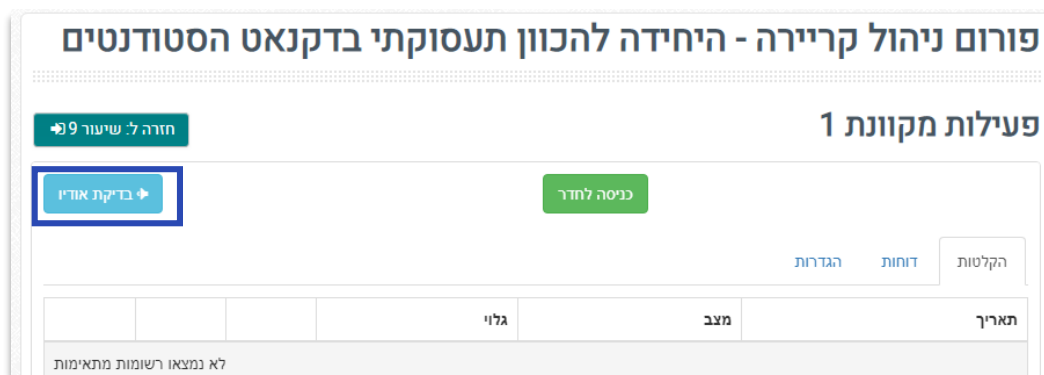 פורום ניהול קריירה - היחידה להכוון תעסוקתי בדקנאט הסטודנטים
פעילות מקוונת 1
חזרה ל: שיעור 9
כניסה לחדר
בדיקת אודיו
הקלטות דוחות הגדרות
תאריך מצב גלוי
לא נמצאו רשומות מתאימות